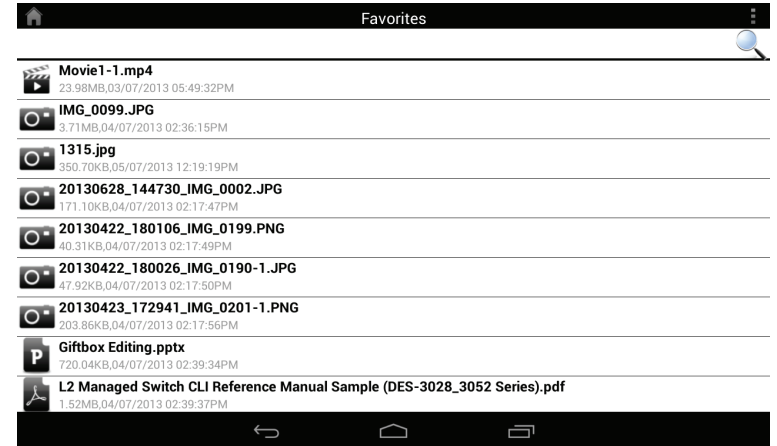 Favorites
Movie1-1.mp4
23.98MB,03/07/2013 05:49:32PM
IMG_0099.JPG
3.71MB,04/07/2013 02:36:15PM
1315.jpg
350.70KB,05/07/2013 12:19:19PM
20130628_144730_IMG_0002.JPG
171.10KB,04/07/2013 02:17:47PM
20130422_180106_IMG_0199.PNG
40.31KB,04/07/2013 02:17:49PM
20130422_180026_IMG_0190-1.JPG
47.92KB,04/07/2013 02:17:50PM
20130423_172941_IMG_0201-1.PNG
203.86KB,04/07/2013 02:17:56PM
P
Giftbox Editing.pptx
720.04KB,04/07/2013 02:39:34PM
L2 Managed Switch CLI Reference Manual Sample (DES-3028_3052 Series).pdf
1.52MB,04/07/2013 02:39:37PM